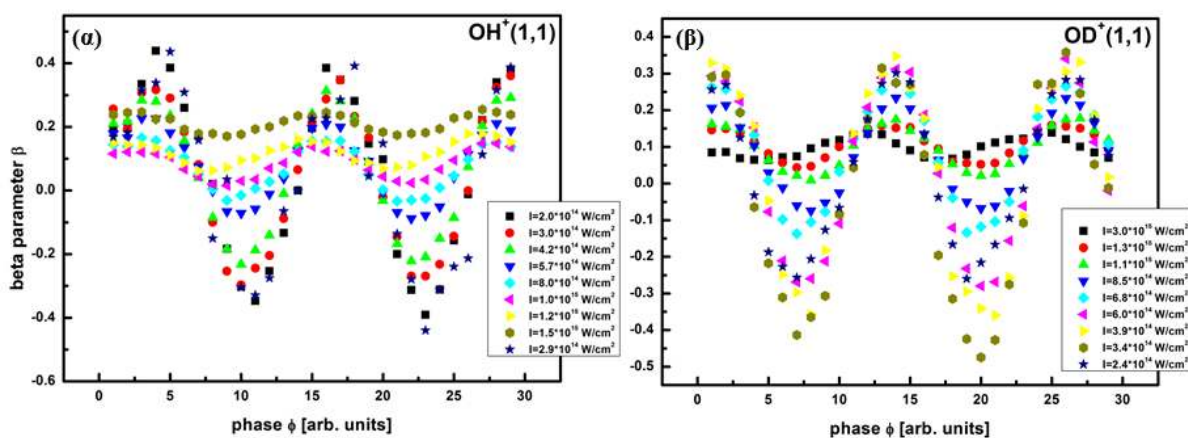 (α)
OH⁺(1,1)
0.4
0.2
0.0
-0.2
-0.4
-0.6
beta parameter β
0
5
10
15
20
25
30
phase ϕ [arb. units]
I=2.0*10¹⁴ W/cm²
I=3.0*10¹⁴ W/cm²
I=4.2*10¹⁴ W/cm²
I=5.7*10¹⁴ W/cm²
I=8.0*10¹⁴ W/cm²
I=1.0*10¹⁵ W/cm²
I=1.2*10¹⁵ W/cm²
I=1.5*10¹⁵ W/cm²
I=2.9*10¹⁴ W/cm²
(β)
OD⁺(1,1)
0.4
0.3
0.2
0.1
0.0
-0.1
-0.2
-0.3
-0.4
-0.5
0
5
10
15
20
25
30
phase ϕ [arb. units]
I=3.0*10¹⁵ W/cm²
I=1.3*10¹⁵ W/cm²
I=1.1*10¹⁵ W/cm²
I=8.5*10¹⁴ W/cm²
I=6.8*10¹⁴ W/cm²
I=6.0*10¹⁴ W/cm²
I=3.9*10¹⁴ W/cm²
I=3.4*10¹⁴ W/cm²
I=2.4*10¹⁴ W/cm²